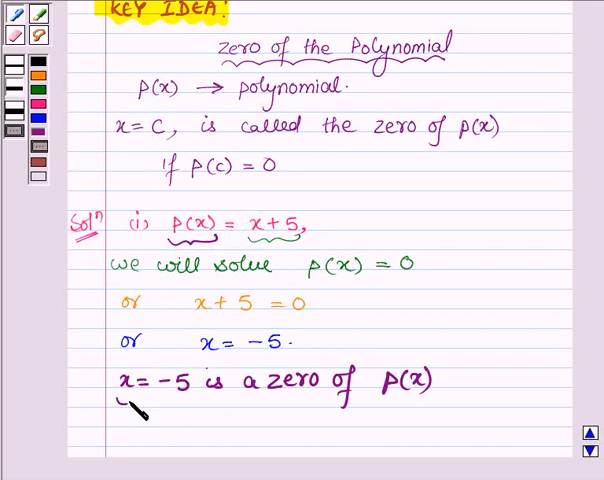 KEY IDEA:
Zero of the Polynomial
p(x) → polynomial.
x = C, is called the zero of p(x)
if p(c) = 0
Solⁿ (i) p(x) = x + 5,
we will solve p(x) = 0
or x + 5 = 0
or x = -5.
x = -5 is a zero of p(x)